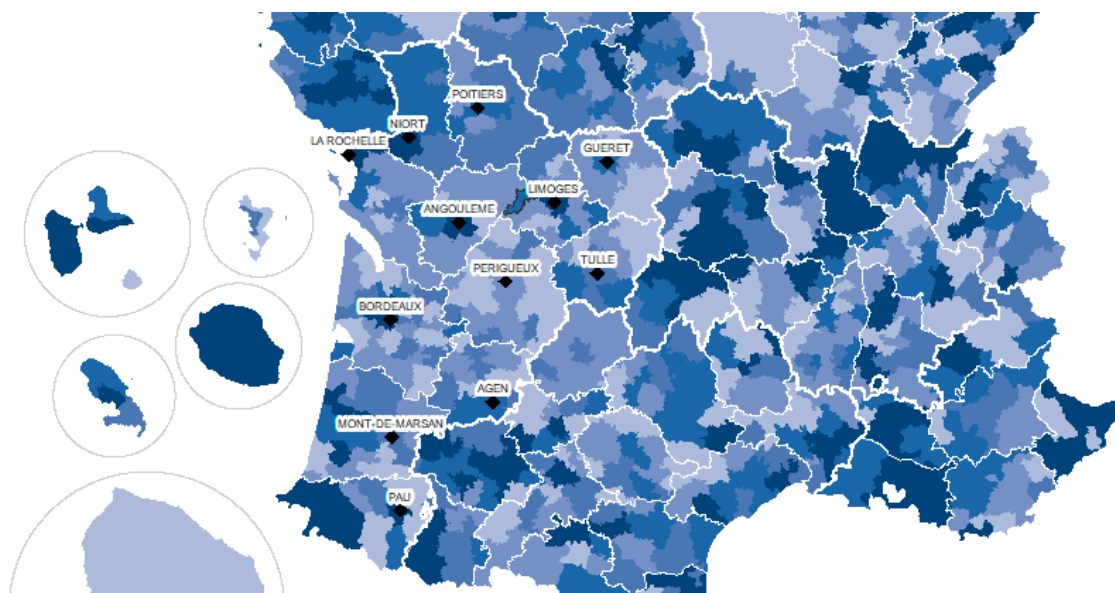 POITIERS
NIORT
LA ROCHELLE
GUERET
LIMOGES
ANGOULEME
PERIGUEUX
TULLE
BORDEAUX
AGEN
MONT-DE-MARSAN
PAU